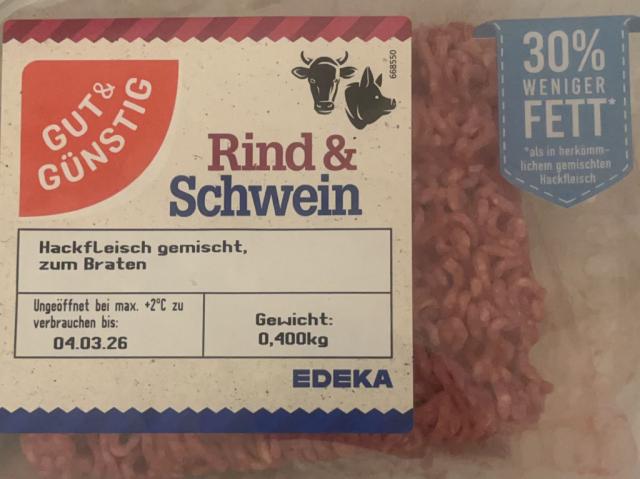 GUT&
GÜNSTIG
668550
Rind &
Schwein
Hackfleisch gemischt,
zum Braten
Ungeöffnet bei max. +2°C zu
verbrauchen bis:
04.03.26
Gewicht:
0,400kg
EDEKA
30%
WENIGER
FETT*
*als in herkömm-
lichem gemischten
Hackfleisch